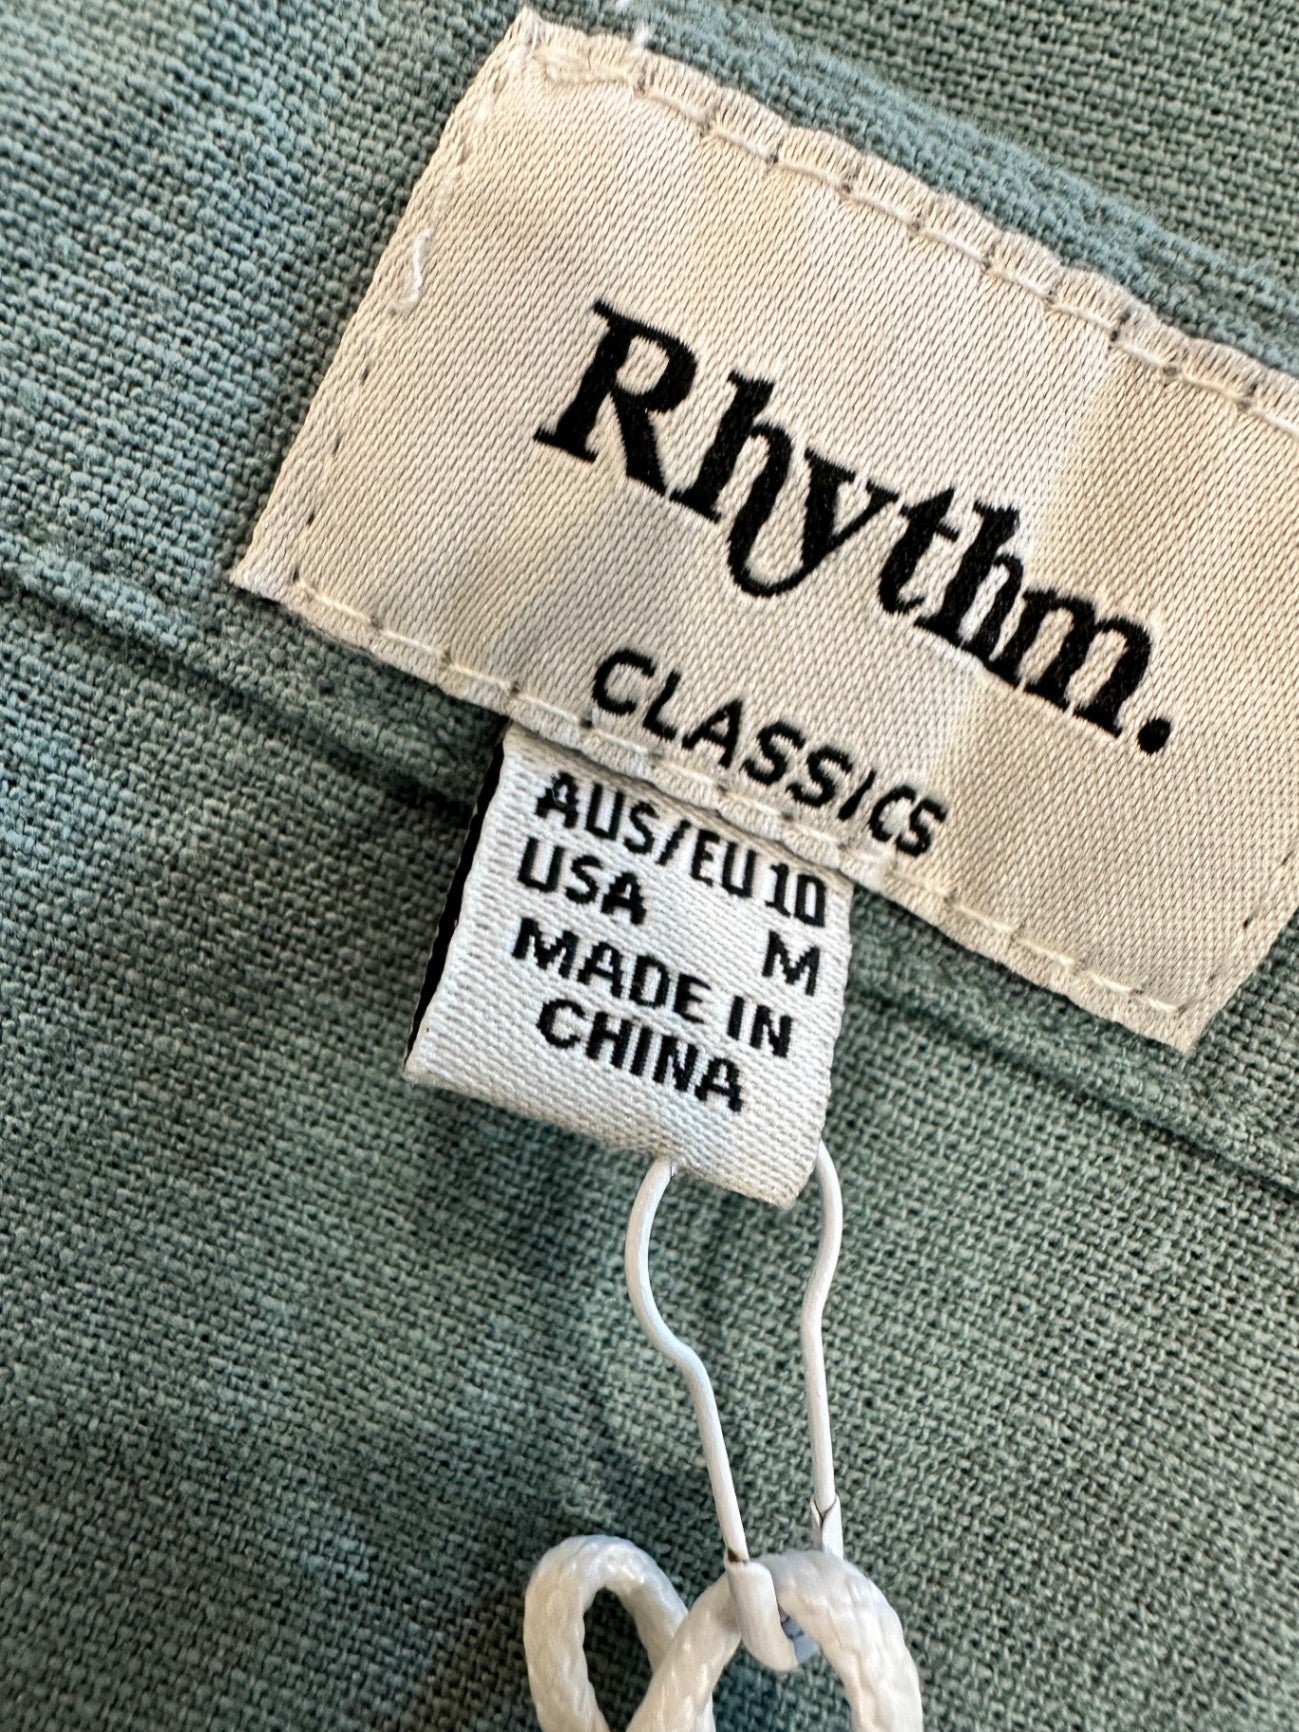 Rhythm.
CLASSICS
AUS/EU 10
USA M
MADE IN
CHINA